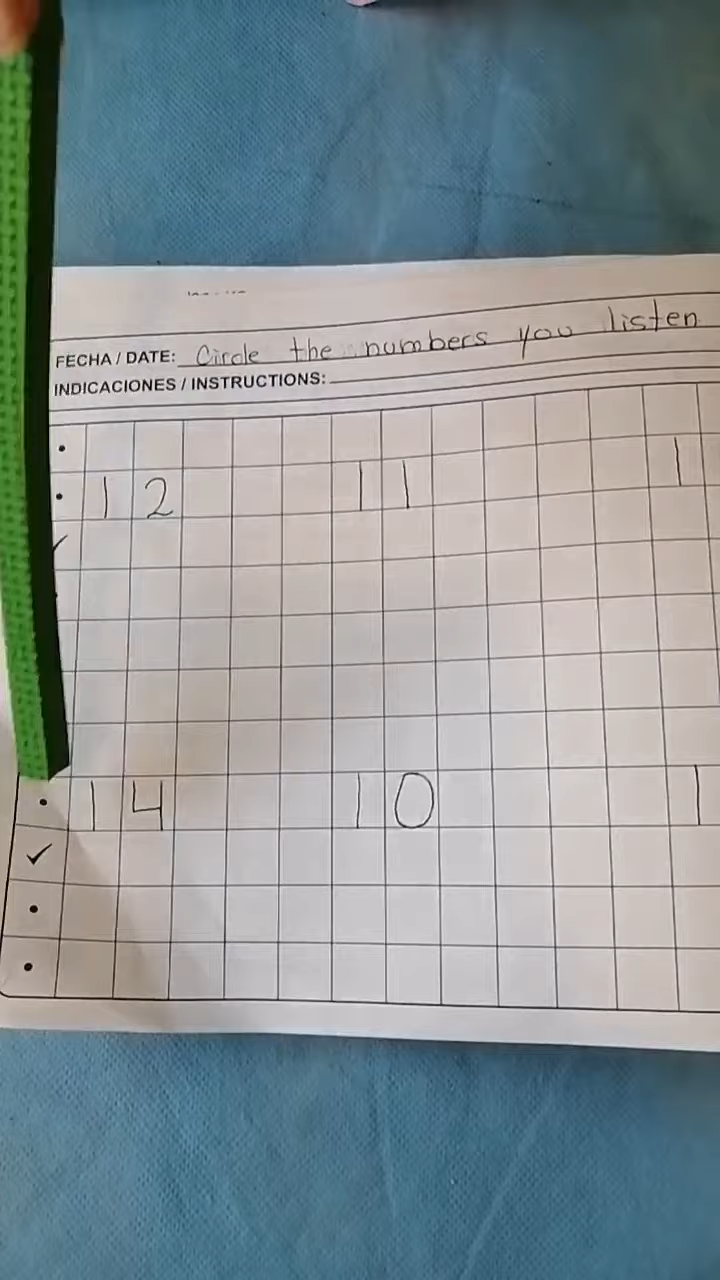 FECHA / DATE: Circle the numbers you listen
INDICACIONES / INSTRUCTIONS:
12 11 1
14 10 1